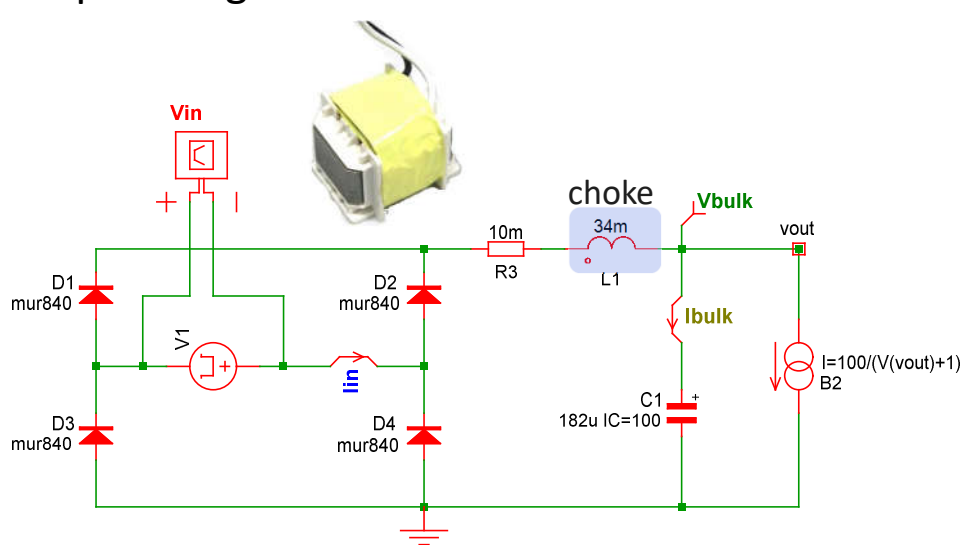 Vin
+ −
choke
Vbulk
34m
10m
vout
R3
L1
D1
mur840
D2
mur840
Ibulk
V1
+
Iin
I=100/(V(vout)+1)
B2
D3
mur840
D4
mur840
C1
+
182u IC=100